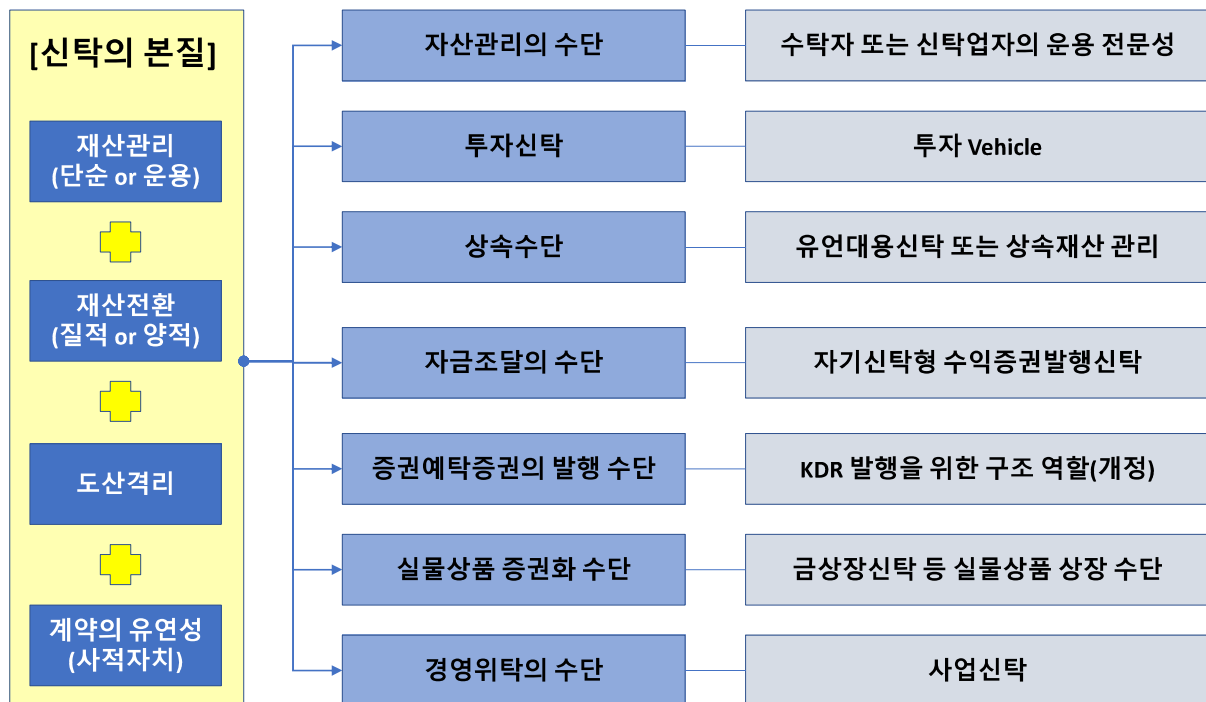 [신탁의 본질]
재산관리
(단순 or 운용)
재산전환
(질적 or 양적)
도산격리
계약의 유연성
(사적자치)
자산관리의 수단
수탁자 또는 신탁업자의 운용 전문성
투자신탁
투자 Vehicle
상속수단
유언대용신탁 또는 상속재산 관리
자금조달의 수단
자기신탁형 수익증권발행신탁
증권예탁증권의 발행 수단
KDR 발행을 위한 구조 역할(개정)
실물상품 증권화 수단
금상장신탁 등 실물상품 상장 수단
경영위탁의 수단
사업신탁